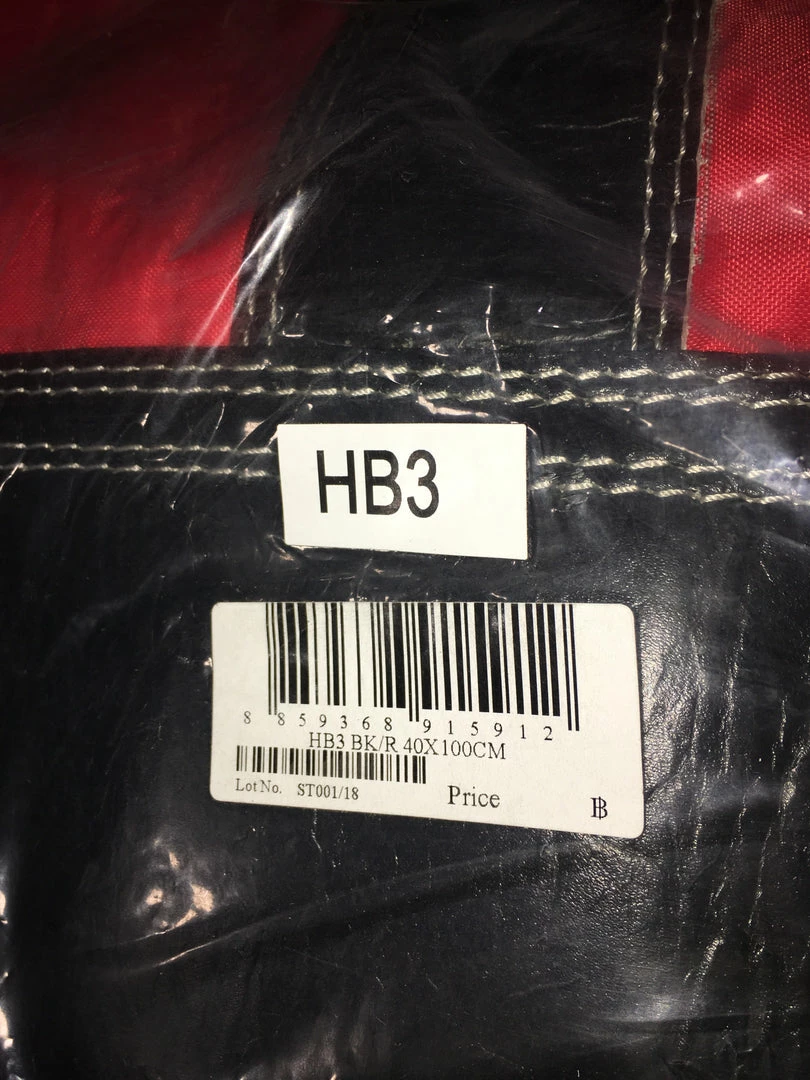 HB3
8 859368 915912
HB3 BK/R 40X100CM
Lot No. ST001/18
Price ฿